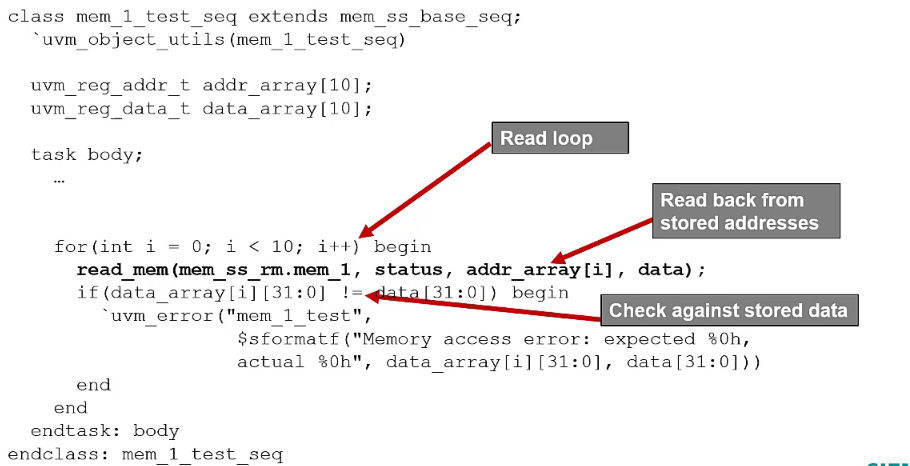 class mem_1_test_seq extends mem_ss_base_seq;
`uvm_object_utils(mem_1_test_seq)
uvm_reg_addr_t addr_array[10];
uvm_reg_data_t data_array[10];
Read loop
task body;
…
Read back from
stored addresses
for(int i = 0; i < 10; i++) begin
read_mem(mem_ss_rm.mem_1, status, addr_array[i], data);
if(data_array[i][31:0] != data[31:0]) begin
Check against stored data
`uvm_error("mem_1_test",
$sformatf("Memory access error: expected %0h,
actual %0h", data_array[i][31:0], data[31:0]))
end
end
endtask: body
endclass: mem_1_test_seq